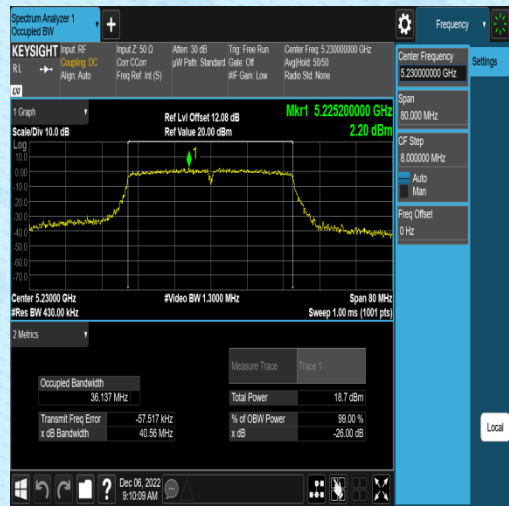 Spectrum Analyzer 1
Occupied BW
Frequency
KEYSIGHT
Input: RF
Input Z: 50 Ω
Atten: 30 dB
Trig: Free Run
Center Freq: 5.230000000 GHz
RL
Coupling: DC
Corr CCorr
µW Path: Standard
Gate: Off
Avg|Hold: 50/50
Align: Auto
Freq Ref: Int (S)
#IF Gain: Low
Radio Std: None
Center Frequency
5.230000000 GHz
Settings
Span
80.000 MHz
CF Step
8.000000 MHz
Auto
Man
Freq Offset
0 Hz
1 Graph
Ref Lvl Offset 12.08 dB
Mkr1 5.225200000 GHz
Scale/Div 10.0 dB
Ref Value 20.00 dBm
2.20 dBm
Log
10.0
0.00
-10.0
-20.0
-30.0
-40.0
-50.0
-60.0
-70.0
1
Center 5.23000 GHz
#Video BW 1.3000 MHz
Span 80 MHz
#Res BW 430.00 kHz
Sweep 1.00 ms (1001 pts)
2 Metrics
Measure Trace
Trace 1
Occupied Bandwidth
36.137 MHz
Total Power
18.7 dBm
Transmit Freq Error
-57.517 kHz
% of OBW Power
99.00 %
x dB Bandwidth
40.56 MHz
x dB
-26.00 dB
Local
Dec 06, 2022
9:10:09 AM